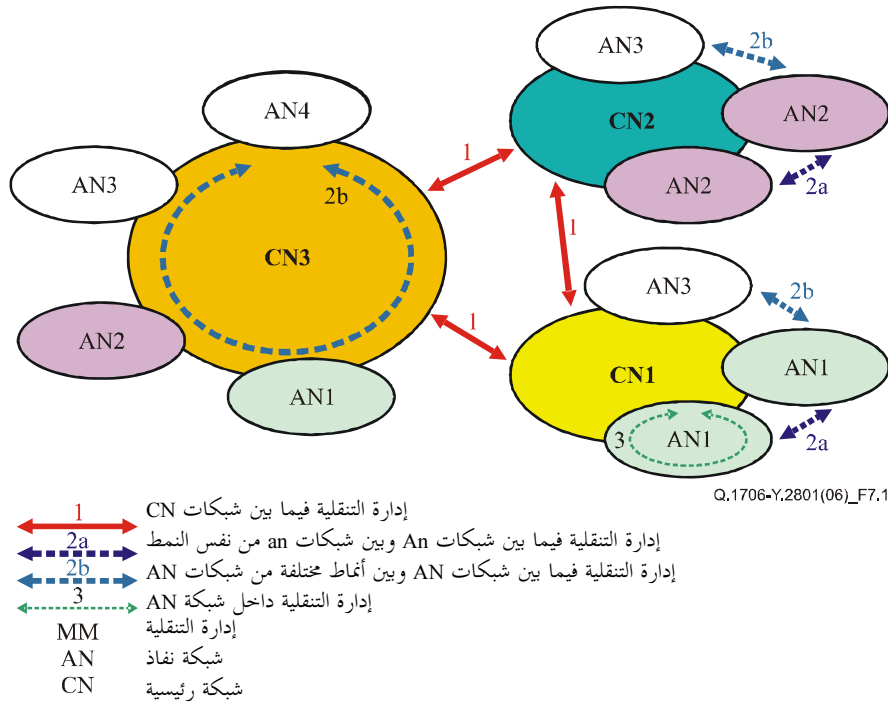 AN3
2b
AN4
CN2
AN2
1
AN3
2b
AN2
2a
CN3
1
AN3
2b
1
AN2
CN1
AN1
AN1
3
AN1
2a
Q.1706-Y.2801(06)_F7.1
1 إدارة التنقلية فيما بين شبكات CN
2a إدارة التنقلية فيما بين شبكات An وبين شبكات an من نفس النمط
2b إدارة التنقلية فيما بين شبكات AN وبين أنماط مختلفة من شبكات AN
3 إدارة التنقلية داخل شبكة AN
MM إدارة التنقلية
AN شبكة نفاذ
CN شبكة رئيسية